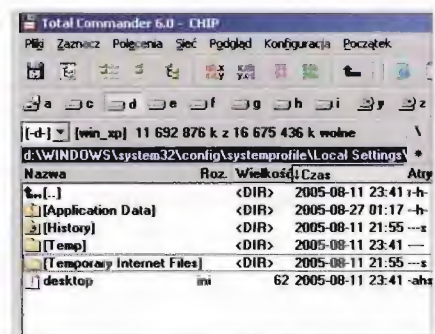 Total Commander 6.0 - CHIP
Pliki Zaznacz Polecenia Sieć Podgląd Konfiguracja Początek
a c d e f g h i y z
[-d-] [win_xp] 11 692 876 k z 16 675 436 k wolne \
d:\WINDOWS\system32\config\systemprofile\Local Settings\ *
Nazwa Roz. Wielkość ↓Czas Atry
[..] <DIR> 2005-08-11 23:41 r-h-
[Application Data] <DIR> 2005-08-27 01:17 --h-
[History] <DIR> 2005-08-11 21:55 ---s
[Temp] <DIR> 2005-08-11 23:41 ----
[Temporary Internet Files] <DIR> 2005-08-11 21:55 ---s
desktop ini 62 2005-08-11 23:41 -ahs